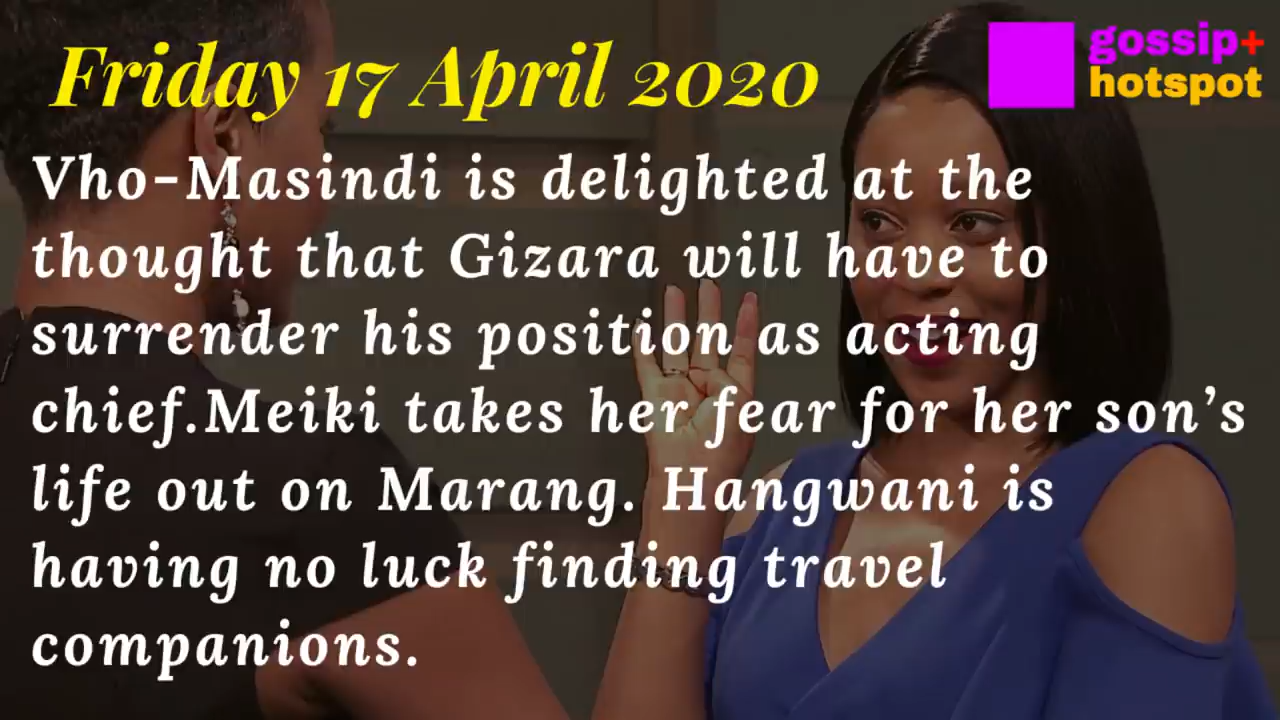 Friday 17 April 2020
gossip+
hotspot
Vho-Masindi is delighted at the
thought that Gizara will have to
surrender his position as acting
chief.Meiki takes her fear for her son’s
life out on Marang. Hangwani is
having no luck finding travel
companions.